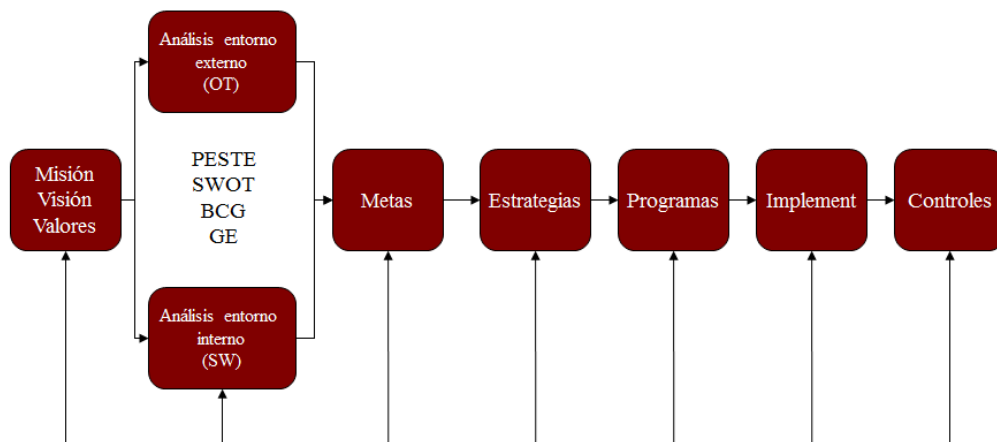 Análisis entorno
externo
(OT)
Misión
Visión
Valores
PESTE
SWOT
BCG
GE
Metas
Estrategias
Programas
Implement
Controles
Análisis entorno
interno
(SW)